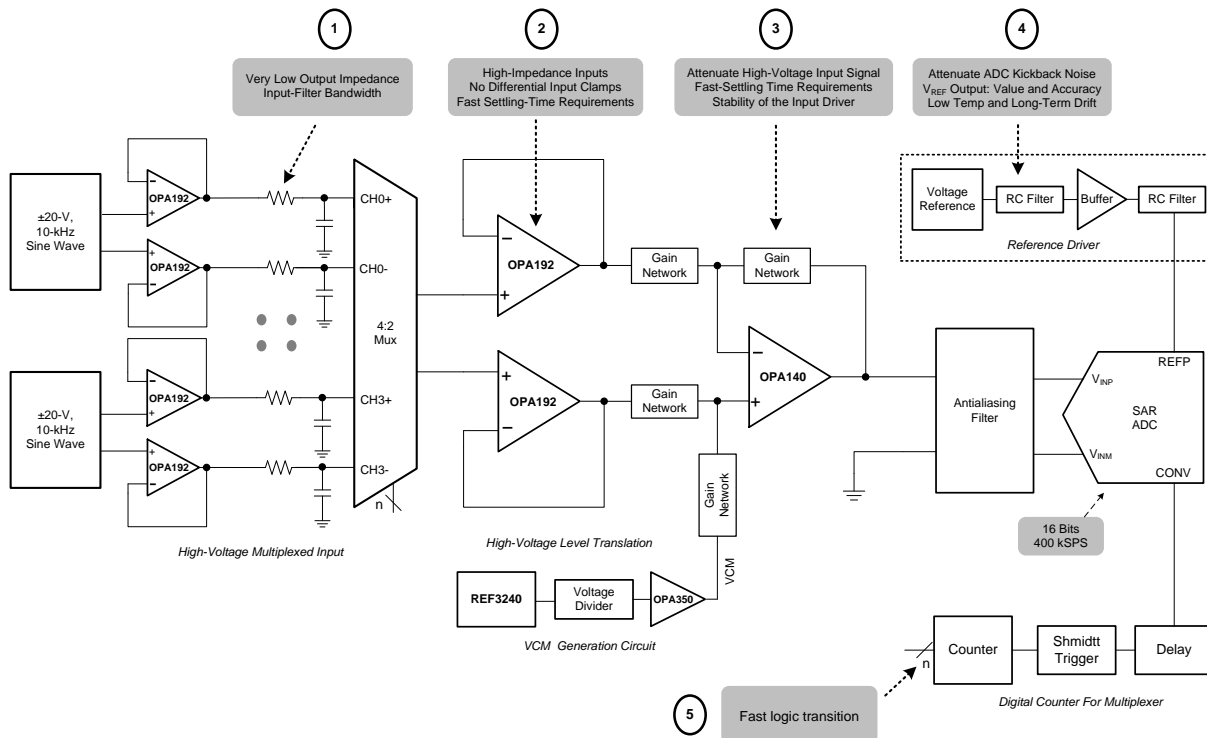 1
2
3
4
Very Low Output Impedance
Input-Filter Bandwidth
High-Impedance Inputs
No Differential Input Clamps
Fast Settling-Time Requirements
Attenuate High-Voltage Input Signal
Fast-Settling Time Requirements
Stability of the Input Driver
Attenuate ADC Kickback Noise
VREF Output: Value and Accuracy
Low Temp and Long-Term Drift
±20-V,
10-kHz
Sine Wave
−
OPA192
+
+
OPA192
−
CH0+
CH0-
±20-V,
10-kHz
Sine Wave
−
OPA192
+
+
OPA192
−
CH3+
CH3-
4:2
Mux
n
High-Voltage Multiplexed Input
−
OPA192
+
+
OPA192
−
High-Voltage Level Translation
Gain
Network
Gain
Network
Gain
Network
Gain
Network
−
OPA140
+
VCM
REF3240
Voltage
Divider
OPA350
VCM Generation Circuit
Voltage
Reference
RC Filter
Buffer
RC Filter
Reference Driver
Antialiasing
Filter
REFP
VINP
SAR
ADC
VINM
CONV
16 Bits
400 kSPS
n
Counter
Shmidtt
Trigger
Delay
Digital Counter For Multiplexer
5
Fast logic transition